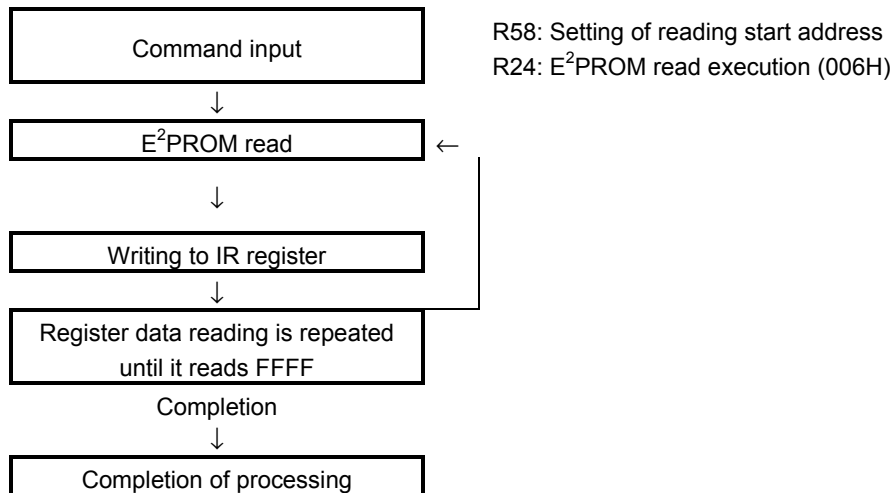 Command input
R58: Setting of reading start address
R24: E²PROM read execution (006H)
↓
E²PROM read ←
↓
Writing to IR register
↓
Register data reading is repeated
until it reads FFFF
Completion
↓
Completion of processing